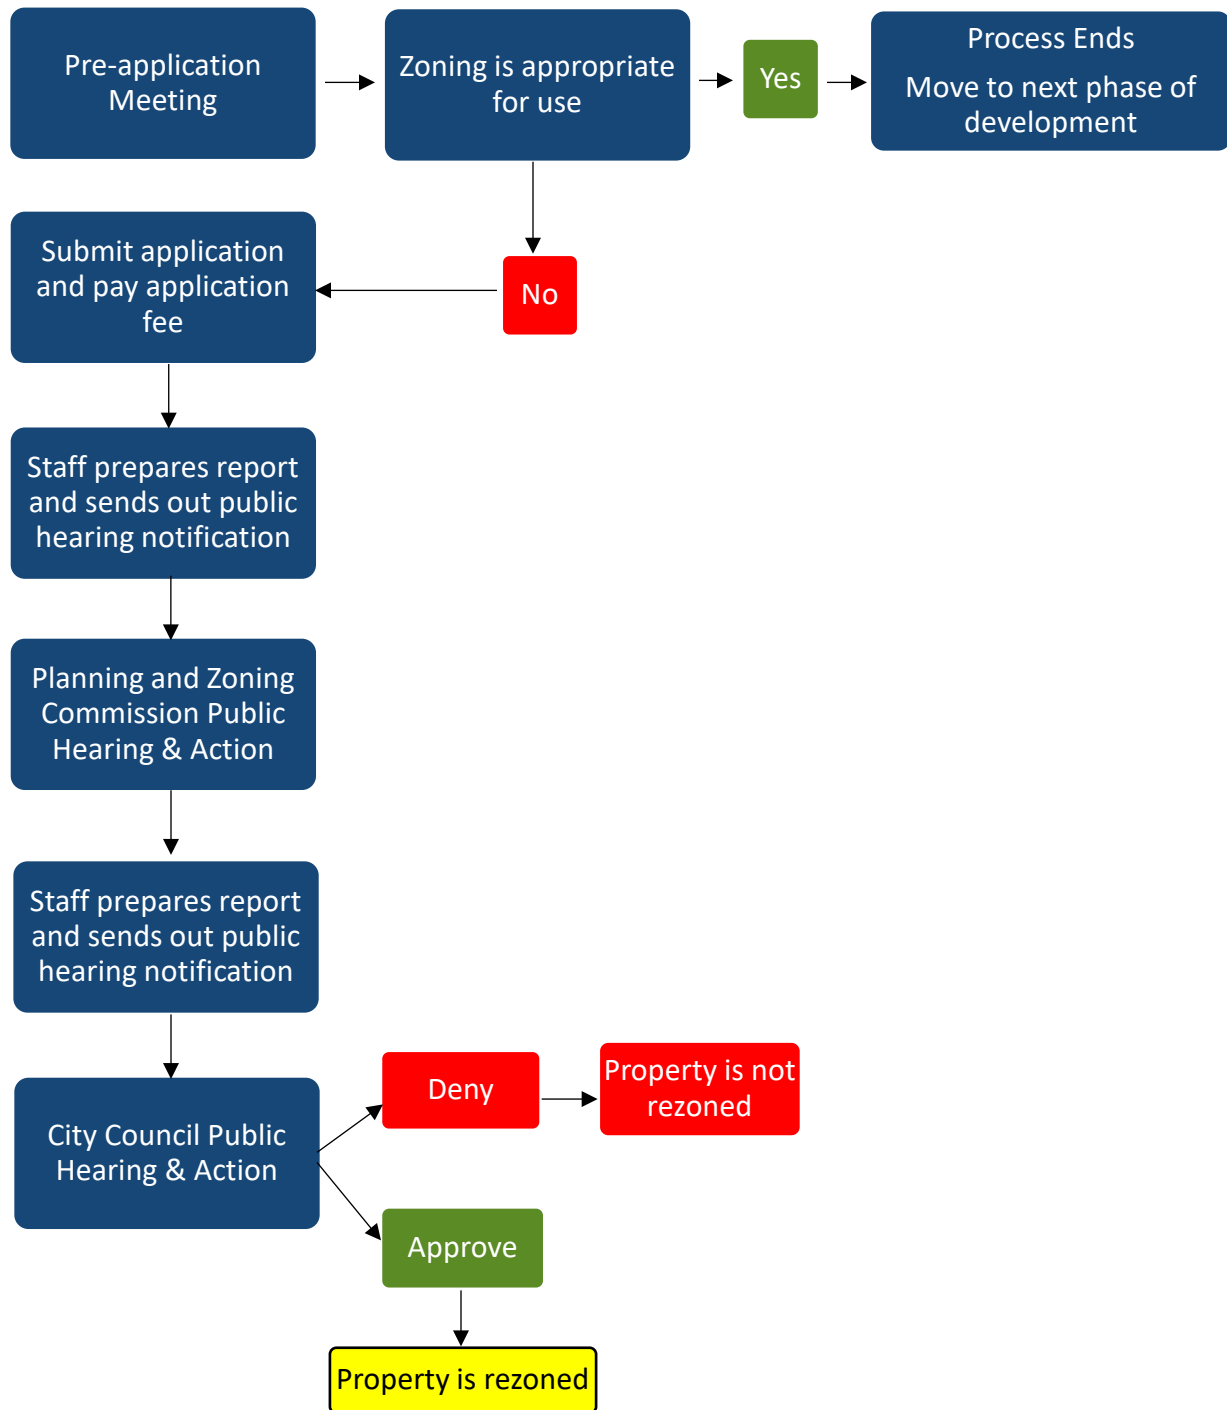 Pre-application
Meeting
Zoning is appropriate
for use
Yes
Process Ends
Move to next phase of
development
Submit application
and pay application
fee
No
Staff prepares report
and sends out public
hearing notification
Planning and Zoning
Commission Public
Hearing & Action
Staff prepares report
and sends out public
hearing notification
City Council Public
Hearing & Action
Deny
Property is not
rezoned
Approve
Property is rezoned